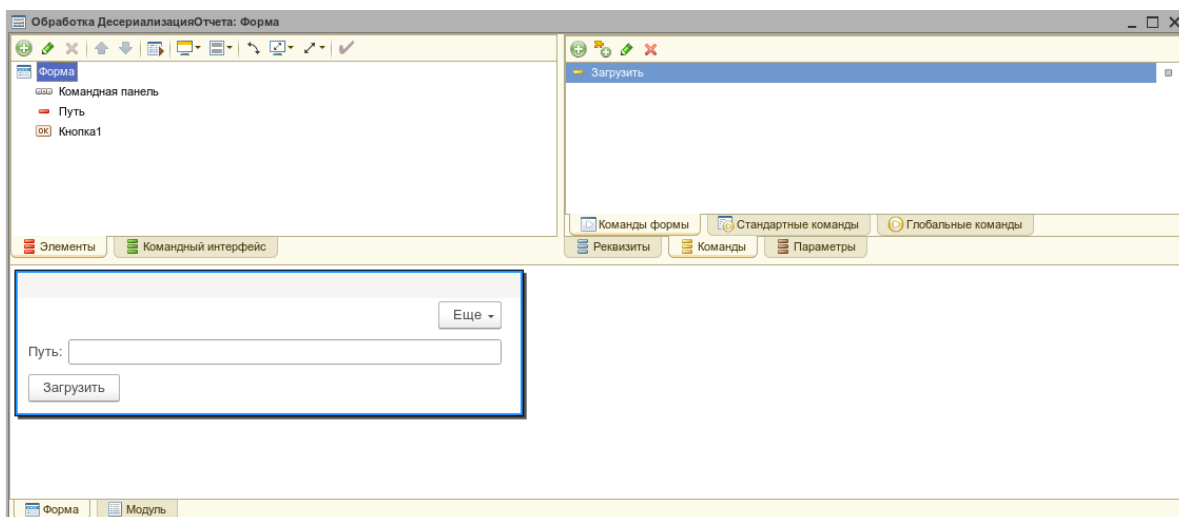 Обработка ДесериализацияОтчета: Форма
Форма
Командная панель
Путь
OK Кнопка1
Элементы Командный интерфейс
Загрузить
Команды формы Стандартные команды Глобальные команды
Реквизиты Команды Параметры
Еще
Путь:
Загрузить
Форма Модуль